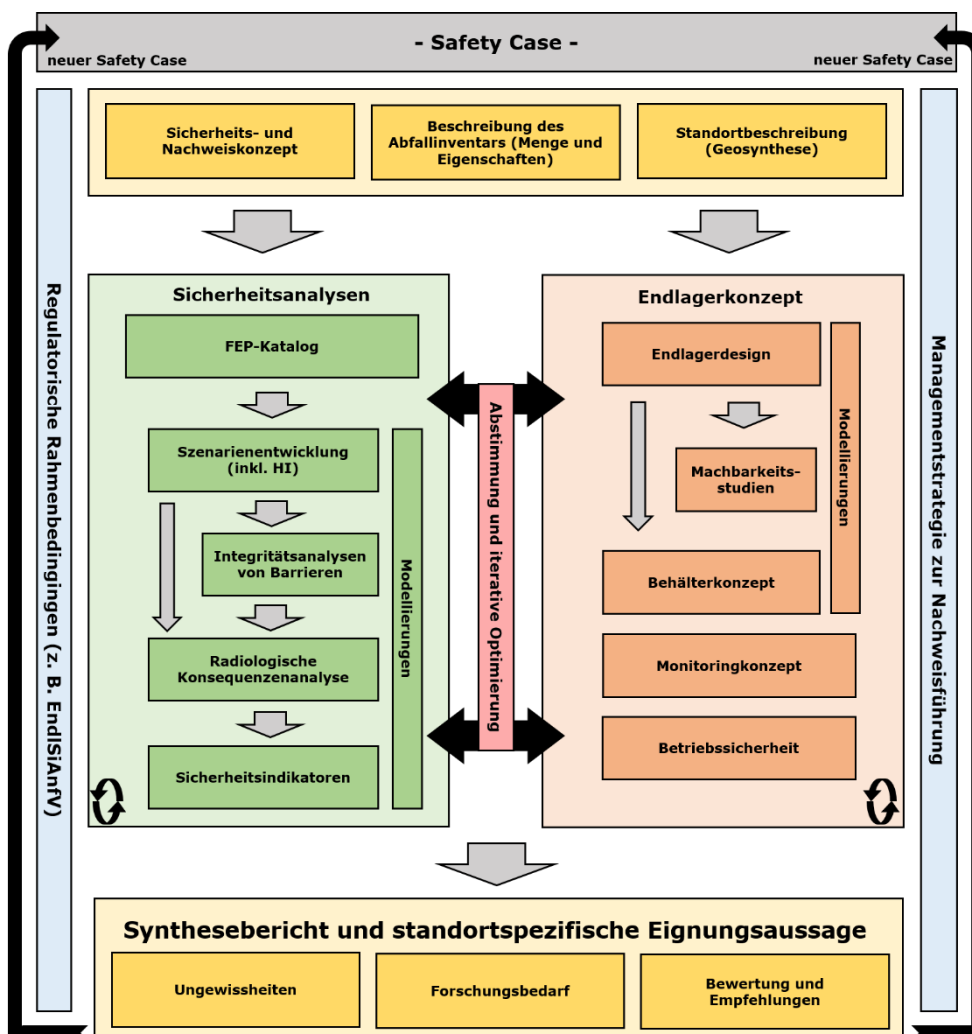 - Safety Case -
neuer Safety Case
neuer Safety Case
Regulatorische Rahmenbedingingen (z. B. EndlSiAnfV)
Sicherheits- und
Nachweiskonzept
Beschreibung des
Abfallinventars (Menge und
Eigenschaften)
Standortbeschreibung
(Geosynthese)
Sicherheitsanalysen
FEP-Katalog
Szenarienentwicklung
(inkl. HI)
Integritätsanalysen
von Barrieren
Radiologische
Konsequenzenanalyse
Sicherheitsindikatoren
Modellierungen
Abstimmung und iterative Optimierung
Endlagerkonzept
Endlagerdesign
Machbarkeits-
studien
Behälterkonzept
Modellierungen
Monitoringkonzept
Betriebssicherheit
Managementstrategie zur Nachweisführung
Synthesebericht und standortspezifische Eignungsaussage
Ungewissheiten
Forschungsbedarf
Bewertung und
Empfehlungen